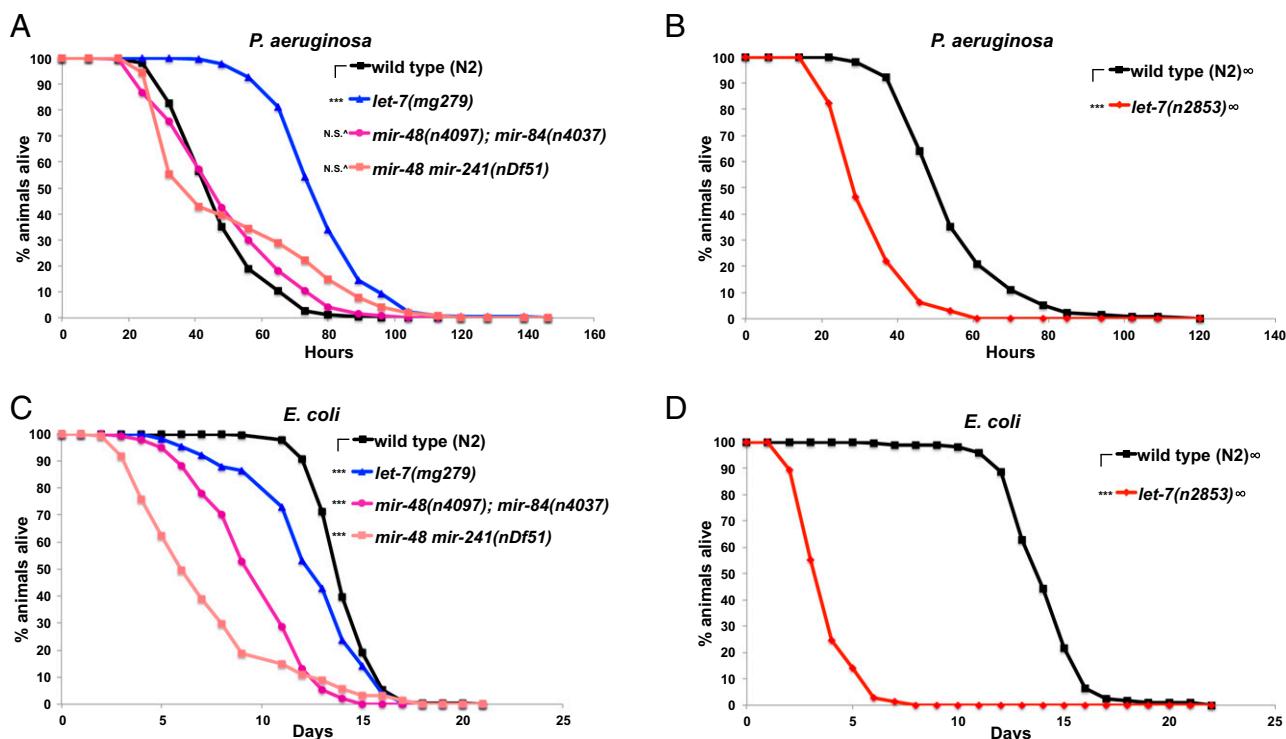 A
P. aeruginosa
wild type (N2)
*** let-7(mg279)
N.S.^ mir-48(n4097); mir-84(n4037)
N.S.^ mir-48 mir-241(nDf51)
% animals alive
100
90
80
70
60
50
40
30
20
10
0
0 20 40 60 80 100 120 140 160
Hours
B
P. aeruginosa
wild type (N2)∞
*** let-7(n2853)∞
% animals alive
100
90
80
70
60
50
40
30
20
10
0
0 20 40 60 80 100 120 140
Hours
C
E. coli
wild type (N2)
*** let-7(mg279)
*** mir-48(n4097); mir-84(n4037)
*** mir-48 mir-241(nDf51)
% animals alive
100
90
80
70
60
50
40
30
20
10
0
0 5 10 15 20 25
Days
D
E. coli
wild type (N2)∞
*** let-7(n2853)∞
% animals alive
100
90
80
70
60
50
40
30
20
10
0
0 5 10 15 20 25
Days